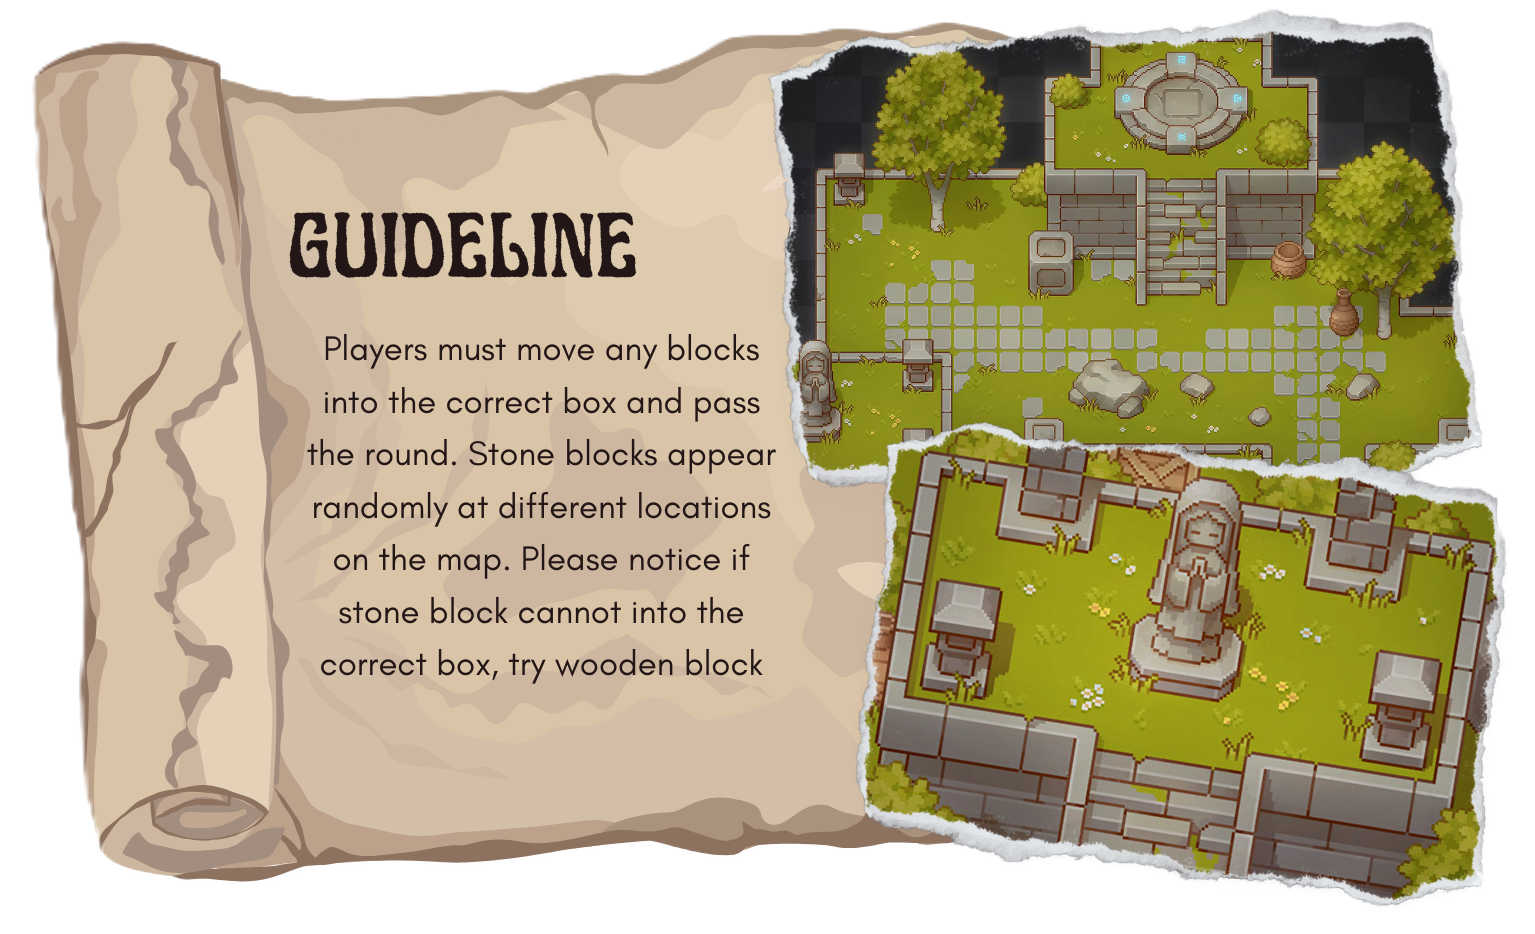 GUIDELINE
Players must move any blocks
into the correct box and pass
the round. Stone blocks appear
randomly at different locations
on the map. Please notice if
stone block cannot into the
correct box, try wooden block